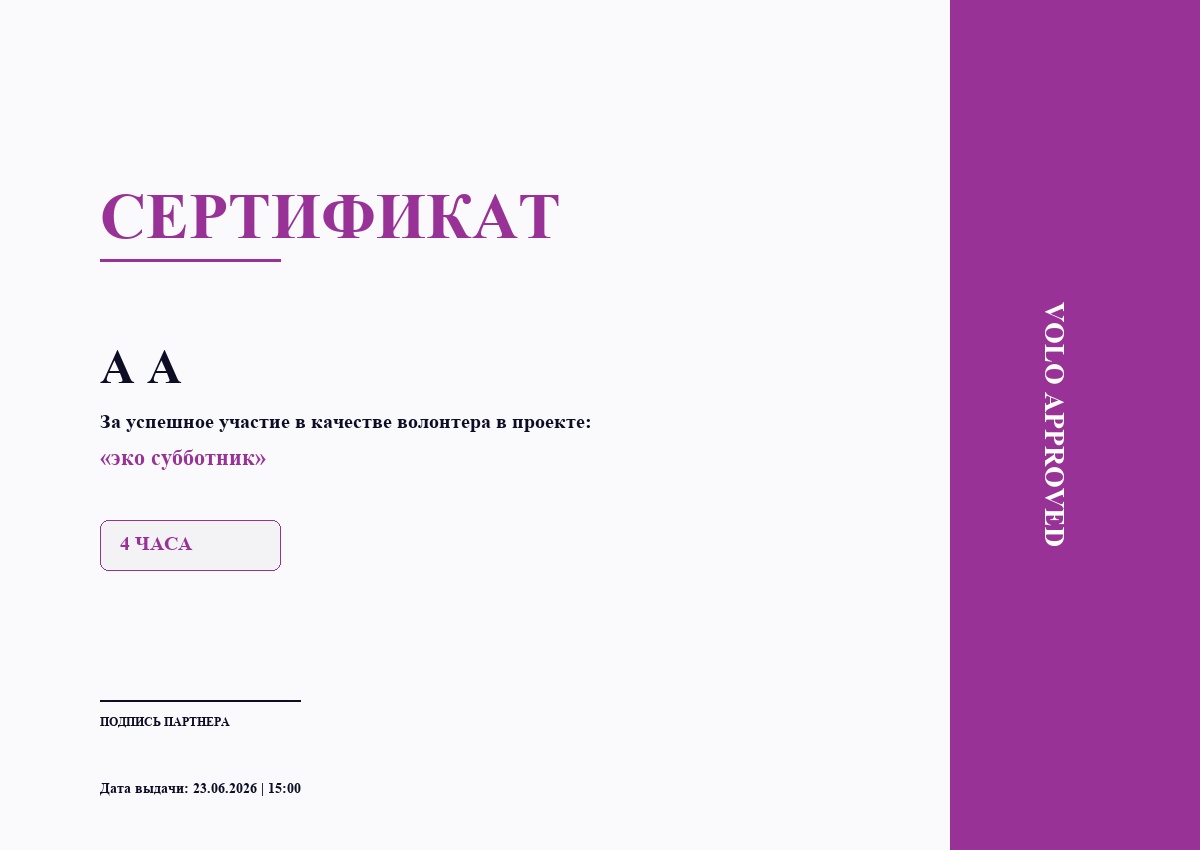 СЕРТИФИКАТ
А А
За успешное участие в качестве волонтера в проекте:
«эко субботник»
4 ЧАСА
ПОДПИСЬ ПАРТНЕРА
Дата выдачи: 23.06.2026 | 15:00
VOLO APPROVED